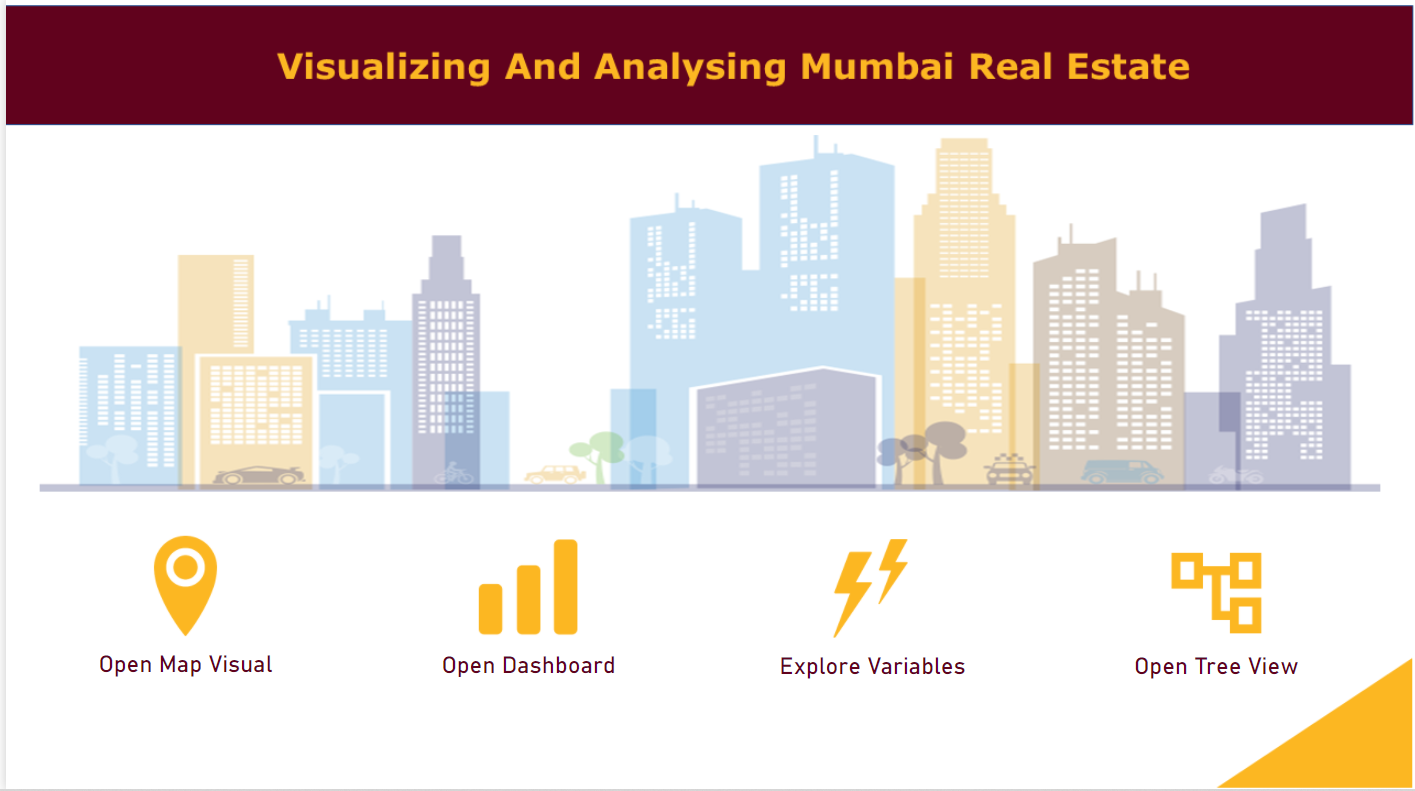 Visualizing And Analysing Mumbai Real Estate
Open Map Visual
Open Dashboard
Explore Variables
Open Tree View